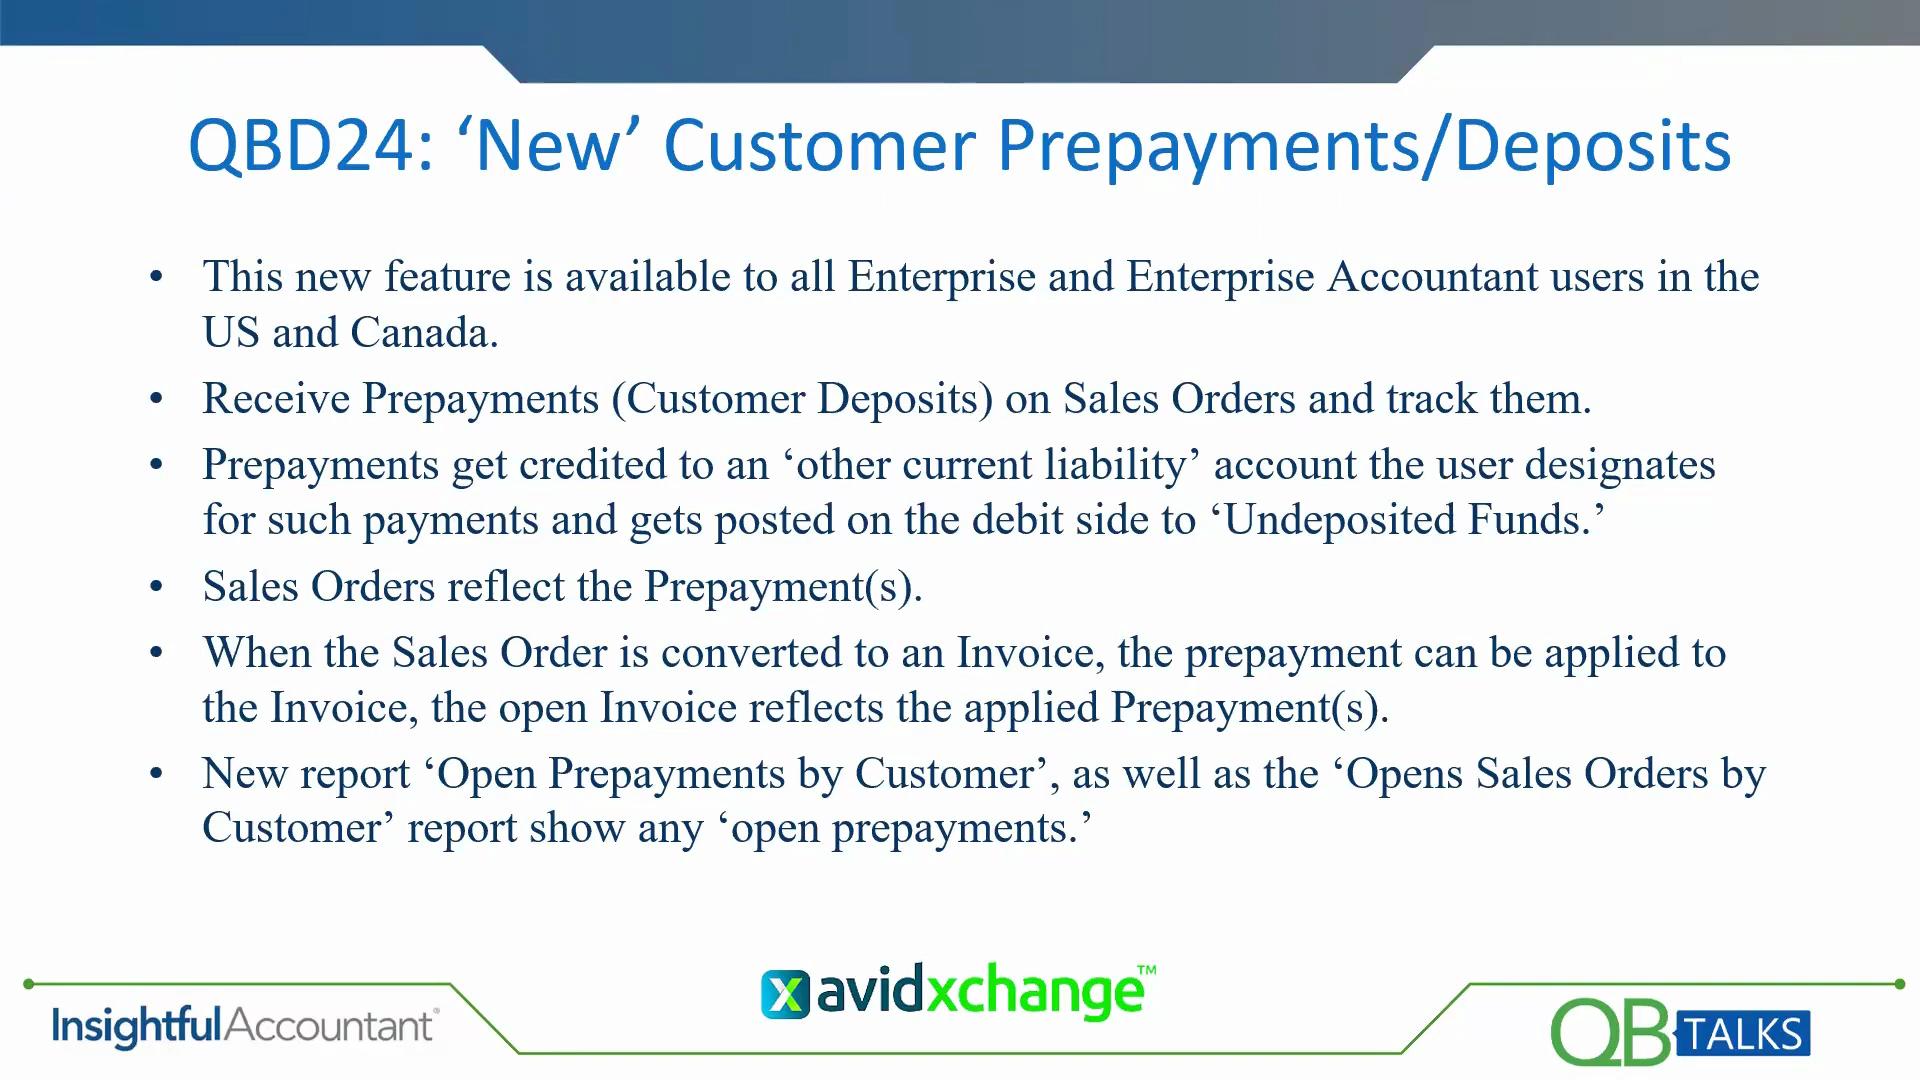 QBD24: ‘New’ Customer Prepayments/Deposits
• This new feature is available to all Enterprise and Enterprise Accountant users in the
US and Canada.
• Receive Prepayments (Customer Deposits) on Sales Orders and track them.
• Prepayments get credited to an ‘other current liability’ account the user designates
for such payments and gets posted on the debit side to ‘Undeposited Funds.’
• Sales Orders reflect the Prepayment(s).
• When the Sales Order is converted to an Invoice, the prepayment can be applied to
the Invoice, the open Invoice reflects the applied Prepayment(s).
• New report ‘Open Prepayments by Customer’, as well as the ‘Opens Sales Orders by
Customer’ report show any ‘open prepayments.’
x avidxchange™
InsightfulAccountant®
QB TALKS